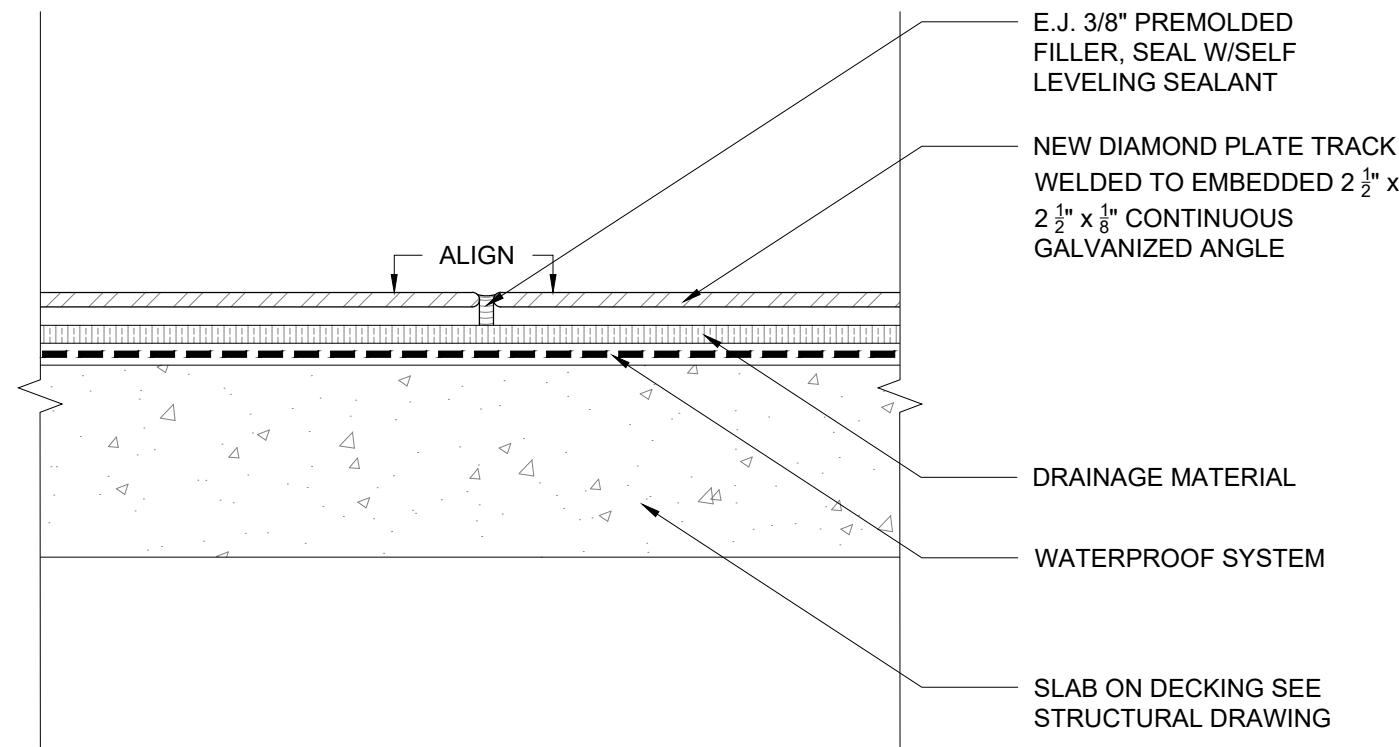 E.J. 3/8" PREMOLDED
FILLER, SEAL W/SELF
LEVELING SEALANT
NEW DIAMOND PLATE TRACK
WELDED TO EMBEDDED 2 1/2" x
2 1/2" x 1/8" CONTINUOUS
GALVANIZED ANGLE
ALIGN
DRAINAGE MATERIAL
WATERPROOF SYSTEM
SLAB ON DECKING SEE
STRUCTURAL DRAWING